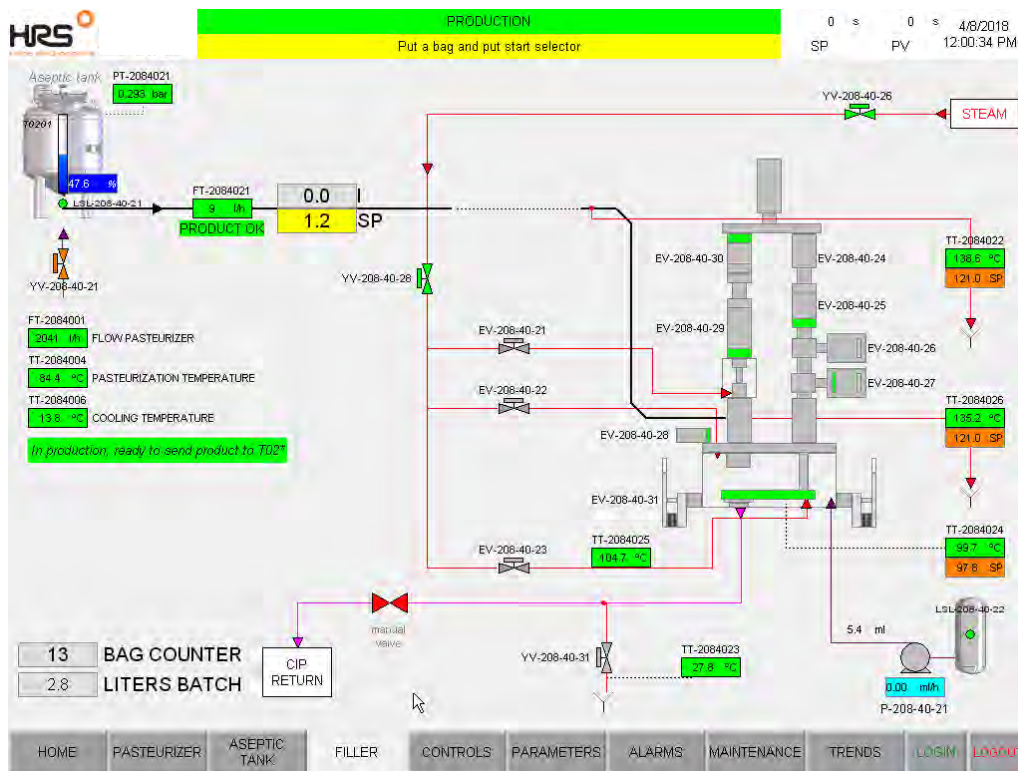 HRS
PRODUCTION
Put a bag and put start selector
0 s 0 s
SP PV
4/8/2018
12:00:34 PM
Aseptic tank
PT-2084021
0.293 bar
T0201
47.6 %
LSL-208-40-21
YV-208-40-21
FT-2084021
9 l/h
PRODUCT OK
0.0 l
1.2 SP
YV-208-40-26
STEAM
YV-208-40-28
FT-2084001
2041 l/h FLOW PASTEURIZER
TT-2084004
84.4 ºC PASTEURIZATION TEMPERATURE
TT-2084006
13.8 ºC COOLING TEMPERATURE
In production, ready to send product to T02*
EV-208-40-21
EV-208-40-22
EV-208-40-23
EV-208-40-30
EV-208-40-24
EV-208-40-25
EV-208-40-29
EV-208-40-26
EV-208-40-27
EV-208-40-28
EV-208-40-31
TT-2084022
138.6 ºC
121.0 SP
TT-2084026
135.2 ºC
121.0 SP
TT-2084024
99.7 ºC
97.8 SP
TT-2084025
104.7 ºC
manual
valve
CIP
RETURN
YV-208-40-31
TT-2084023
27.8 ºC
LSL-208-40-22
5.4 ml
0.00 ml/h
P-208-40-21
13 BAG COUNTER
2.8 LITERS BATCH
HOME
PASTEURIZER
ASEPTIC
TANK
FILLER
CONTROLS
PARAMETERS
ALARMS
MAINTENANCE
TRENDS
LOGIN
LOGOUT